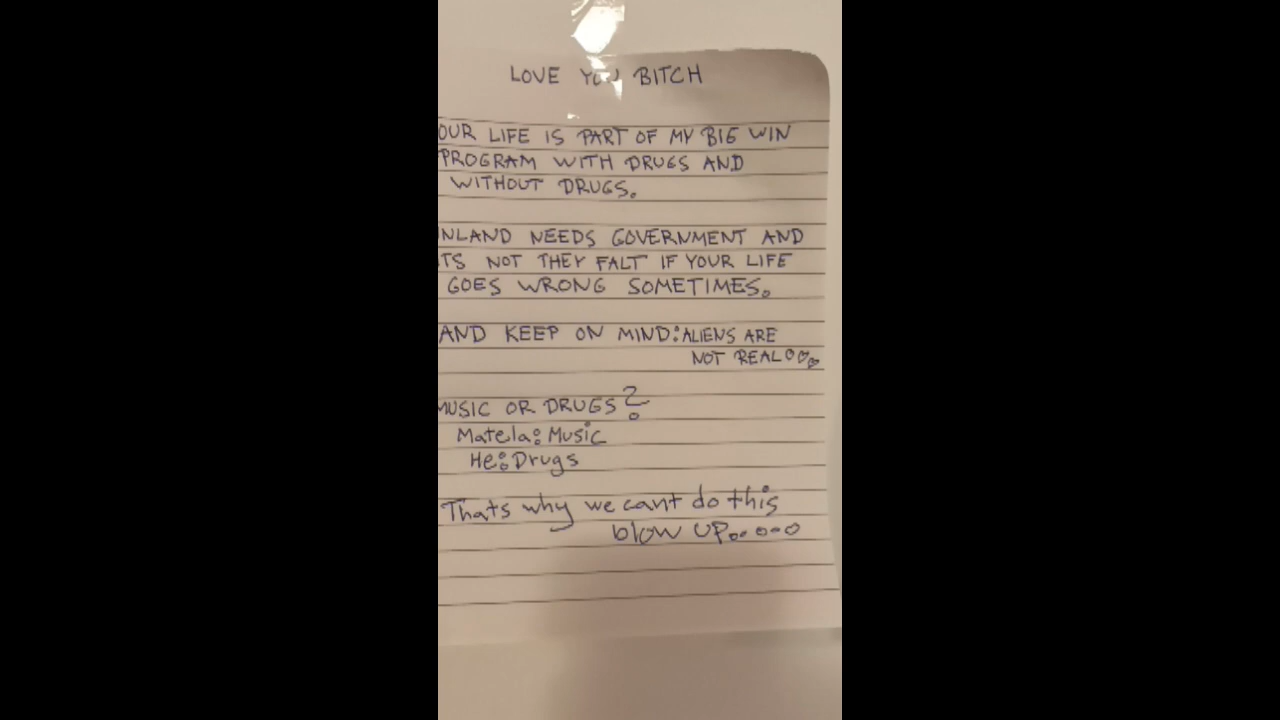 LOVE YOU BITCH
OUR LIFE IS PART OF MY BIG WIN
PROGRAM WITH DRUGS AND
WITHOUT DRUGS.
INLAND NEEDS GOVERNMENT AND
TS NOT THEY FALT IF YOUR LIFE
GOES WRONG SOMETIMES.
AND KEEP ON MIND: ALIENS ARE
NOT REAL
MUSIC OR DRUGS?
Matela: Music
He: Drugs
Thats why we cant do this
blow UP.....